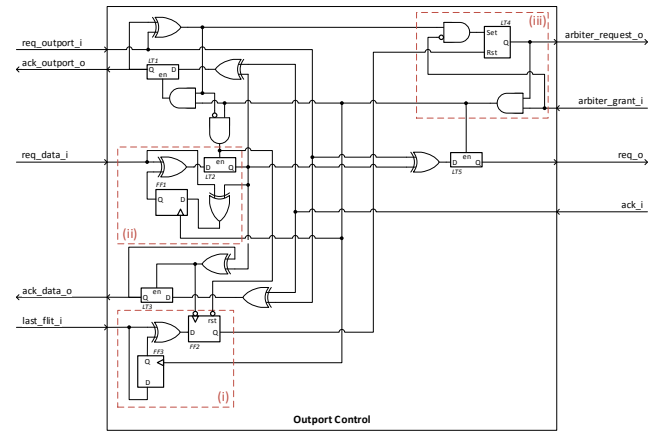 (iii)
LT4
Set
Q
Rst
req_outport_i
arbiter_request_o
ack_outport_o
Q D
LT1
en
arbiter_grant_i
req_data_i
en
Q
LT2
en
D Q
LT5
req_o
Q D
FF1
(ii)
ack_i
en
Q D
LT3
ack_data_o
last_flit_i
rst
D Q
FF2
FF3
Q
D
(i)
Outport Control